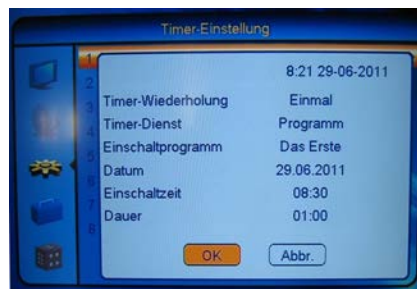 Timer-Einstellung
1
2
3
4
5
6
7
8
8:21 29-06-2011
Timer-Wiederholung Einmal
Timer-Dienst Programm
Einschaltprogramm Das Erste
Datum 29.06.2011
Einschaltzeit 08:30
Dauer 01:00
OK Abbr.